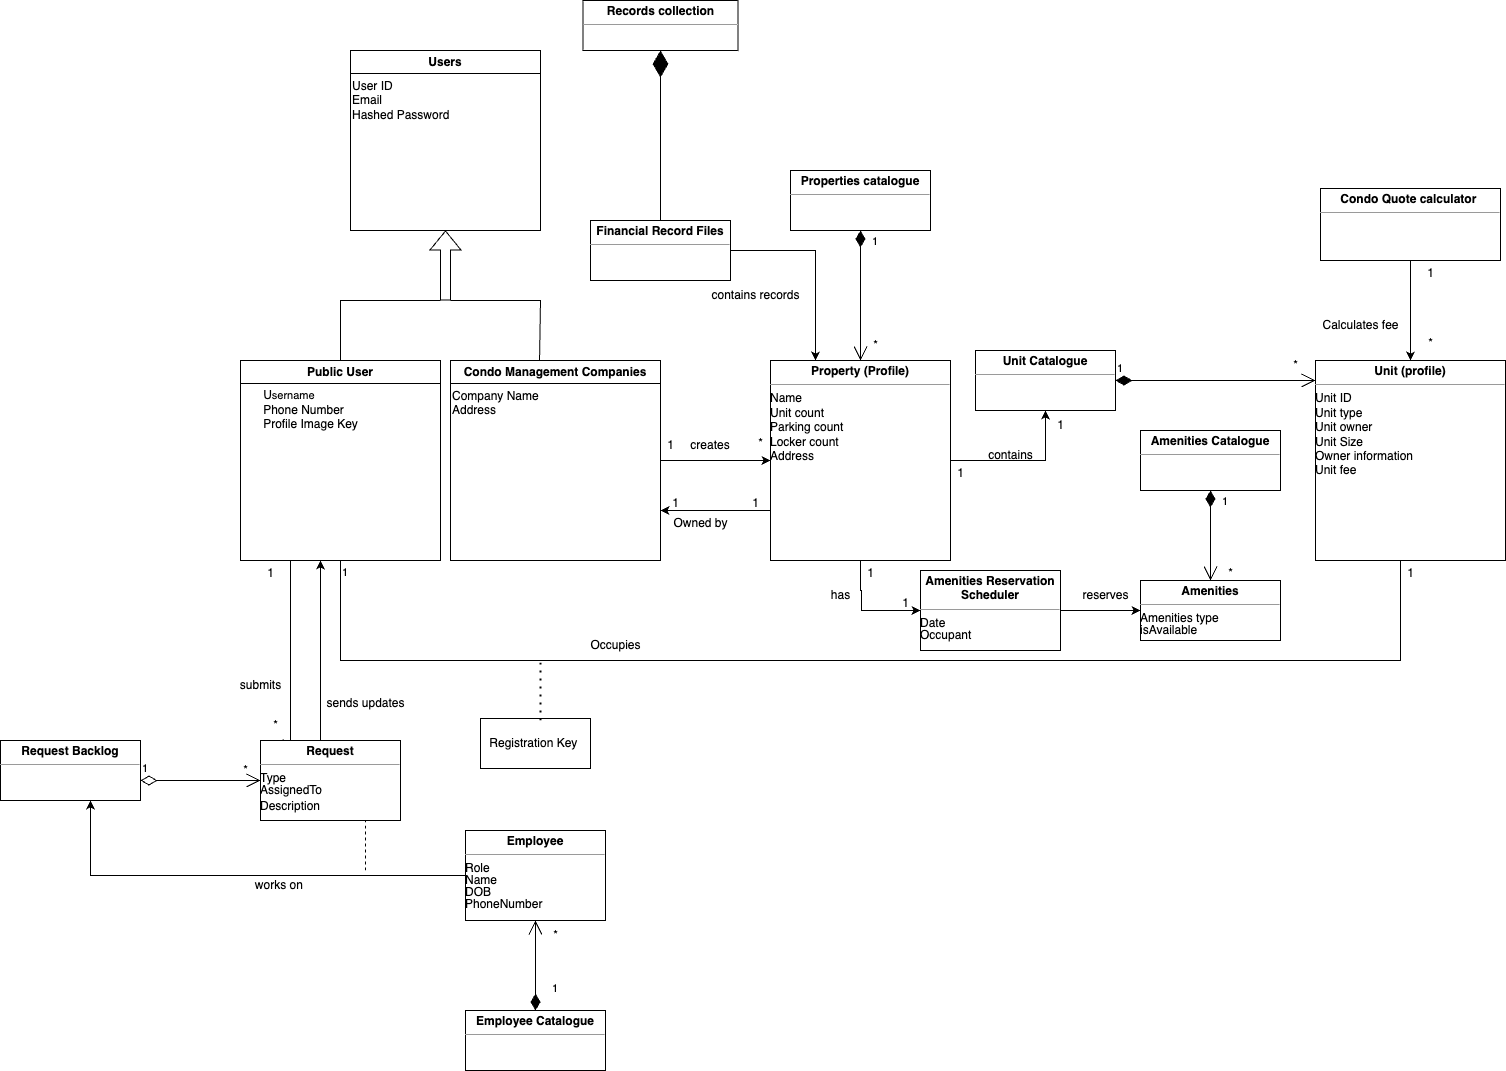 Records collection
Users
User ID
Email
Hashed Password
Properties catalogue
Condo Quote calculator
Financial Record Files
1
contains records
1
Calculates fee
*
*
Public User
Username
Phone Number
Profile Image Key
Condo Management Companies
Company Name
Address
Property (Profile)
Name
Unit count
Parking count
Locker count
Address
Unit Catalogue
1
*
Unit (profile)
Unit ID
Unit type
Unit owner
Unit Size
Owner information
Unit fee
1
creates
*
1
contains
1
Amenities Catalogue
1
*
1
1
Owned by
1
1
1
has
1
Amenities Reservation
Scheduler
Date
Occupant
reserves
Amenities
Amenities type
isAvailable
1
Occupies
submits
sends updates
*
Registration Key
Request Backlog
1
*
Request
Type
AssignedTo
Description
works on
Employee
Role
Name
DOB
PhoneNumber
*
1
Employee Catalogue